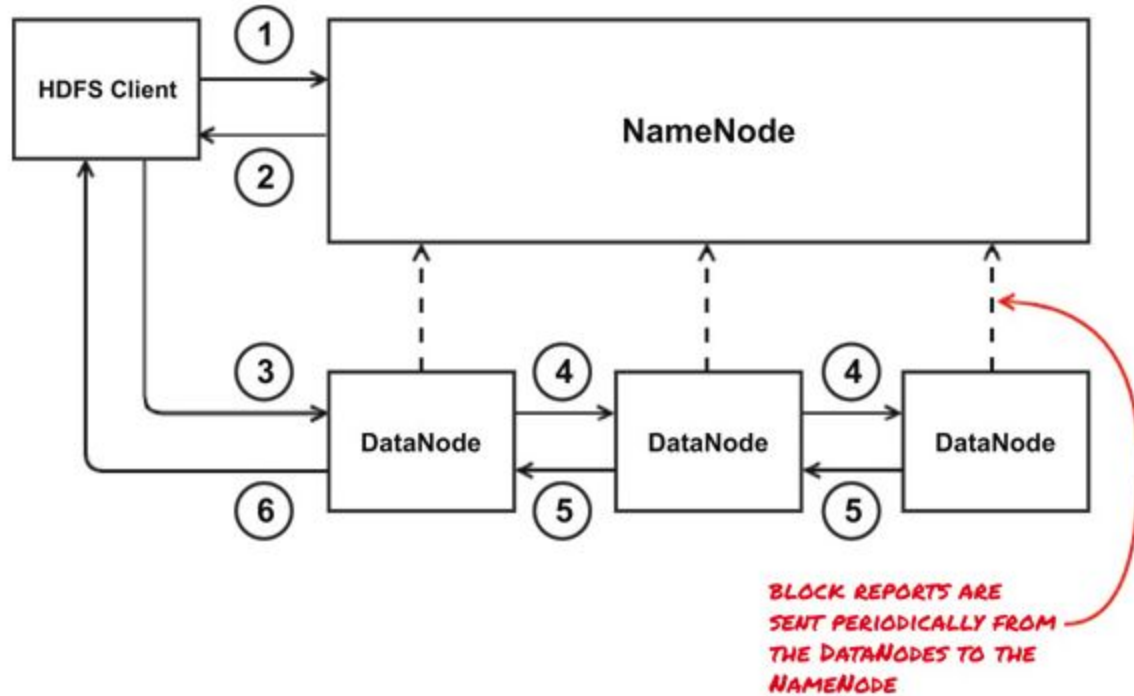 1
HDFS Client
NameNode
2
3
4
4
DataNode
DataNode
DataNode
6
5
5
BLOCK REPORTS ARE
SENT PERIODICALLY FROM
THE DATANODES TO THE
NAMENODE